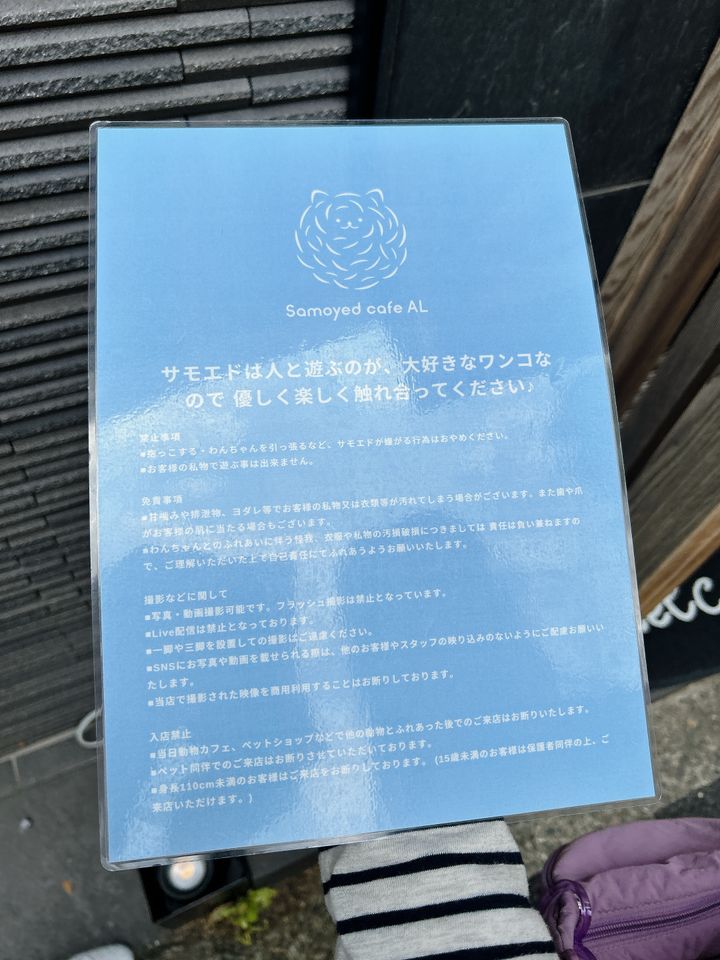 Samoyed cafe AL
サモエドは人と遊ぶのが、大好きなワンコな
ので 優しく楽しく触れ合ってください♪
禁止事項
■抱っこする・わんちゃんを引っ張るなど、サモエドが嫌がる行為はおやめください。
■お客様の私物で遊ぶ事は出来ません。
免責事項
■甘噛みや排泄物、ヨダレ等でお客様の私物又は衣類等が汚れてしまう場合がございます。また歯や爪
がお客様の肌に当たる場合もございます。
■わんちゃんとのふれあいに伴う怪我、衣服や私物の汚損破損につきましては 責任は負い兼ねますの
で、ご理解いただいた上で自己責任にてふれあうようお願いいたします。
撮影などに関して
■写真・動画撮影可能です。フラッシュ撮影は禁止となっています。
■Live配信は禁止となっております。
■一脚や三脚を設置しての撮影はご遠慮ください。
■SNSにお写真や動画を載せられる際は、他のお客様やスタッフの映り込みのないようにご配慮お願いい
たします。
■当店で撮影された映像を商用利用することはお断りしております。
入店禁止
■当日動物カフェ、ペットショップなどで他の動物とふれあった後でのご来店はお断りいたします。
■ペット同伴でのご来店はお断りさせていただいております。
■身長110cm未満のお客様はご来店をお断りしております。 (15歳未満のお客様は保護者同伴の上、ご
来店いただけます。)